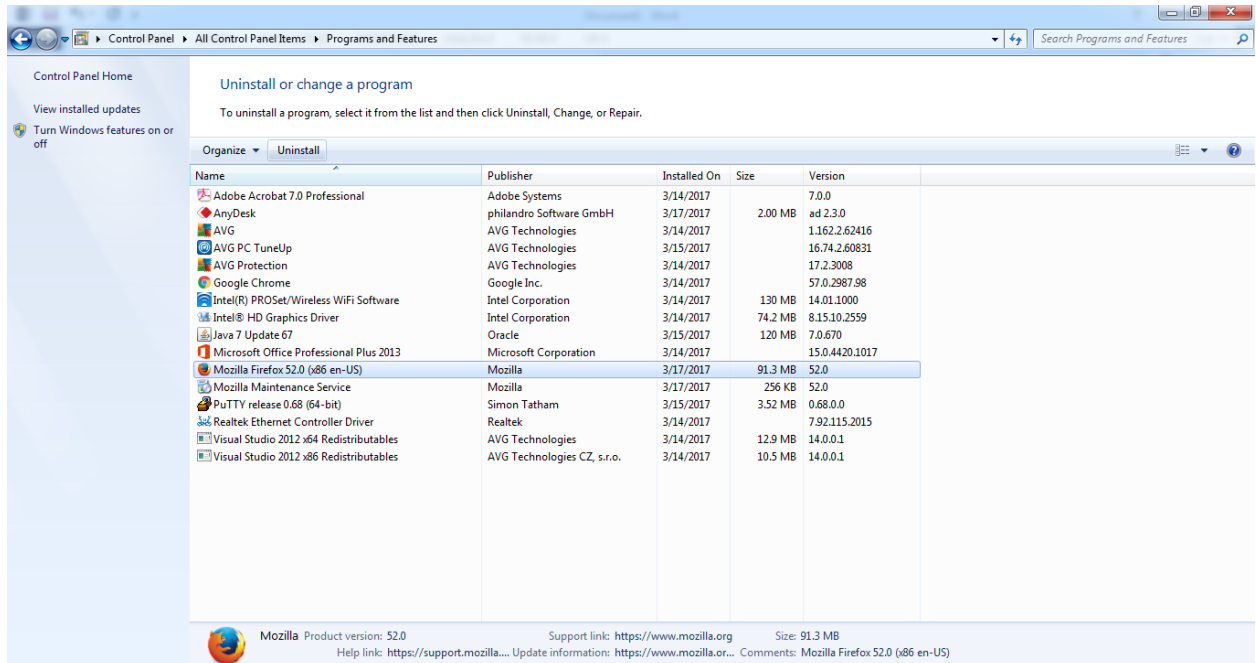 Control Panel ▸ All Control Panel Items ▸ Programs and Features
Search Programs and Features
Control Panel Home
View installed updates
Turn Windows features on or
off
Uninstall or change a program
To uninstall a program, select it from the list and then click Uninstall, Change, or Repair.
Organize Uninstall
Name Publisher Installed On Size Version
Adobe Acrobat 7.0 Professional Adobe Systems 3/14/2017 7.0.0
AnyDesk philandro Software GmbH 3/17/2017 2.00 MB ad 2.3.0
AVG AVG Technologies 3/14/2017 1.162.2.62416
AVG PC TuneUp AVG Technologies 3/15/2017 16.74.2.60831
AVG Protection AVG Technologies 3/14/2017 17.2.3008
Google Chrome Google Inc. 3/14/2017 57.0.2987.98
Intel(R) PROSet/Wireless WiFi Software Intel Corporation 3/14/2017 130 MB 14.01.1000
Intel® HD Graphics Driver Intel Corporation 3/14/2017 74.2 MB 8.15.10.2559
Java 7 Update 67 Oracle 3/15/2017 120 MB 7.0.670
Microsoft Office Professional Plus 2013 Microsoft Corporation 3/14/2017 15.0.4420.1017
Mozilla Firefox 52.0 (x86 en-US) Mozilla 3/17/2017 91.3 MB 52.0
Mozilla Maintenance Service Mozilla 3/17/2017 256 KB 52.0
PuTTY release 0.68 (64-bit) Simon Tatham 3/15/2017 3.52 MB 0.68.0.0
Realtek Ethernet Controller Driver Realtek 3/14/2017 7.92.115.2015
Visual Studio 2012 x64 Redistributables AVG Technologies 3/14/2017 12.9 MB 14.0.0.1
Visual Studio 2012 x86 Redistributables AVG Technologies CZ, s.r.o. 3/14/2017 10.5 MB 14.0.0.1
Mozilla Product version: 52.0 Support link: https://www.mozilla.org Size: 91.3 MB
Help link: https://support.mozilla.... Update information: https://www.mozilla.or... Comments: Mozilla Firefox 52.0 (x86 en-US)